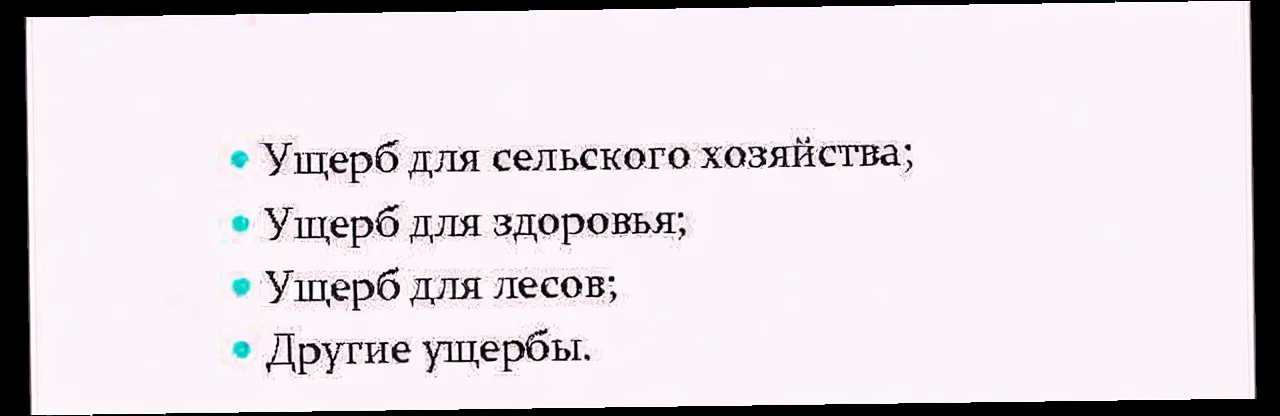 • Ущерб для сельского хозяйства;
• Ущерб для здоровья;
• Ущерб для лесов;
• Другие ущербы.